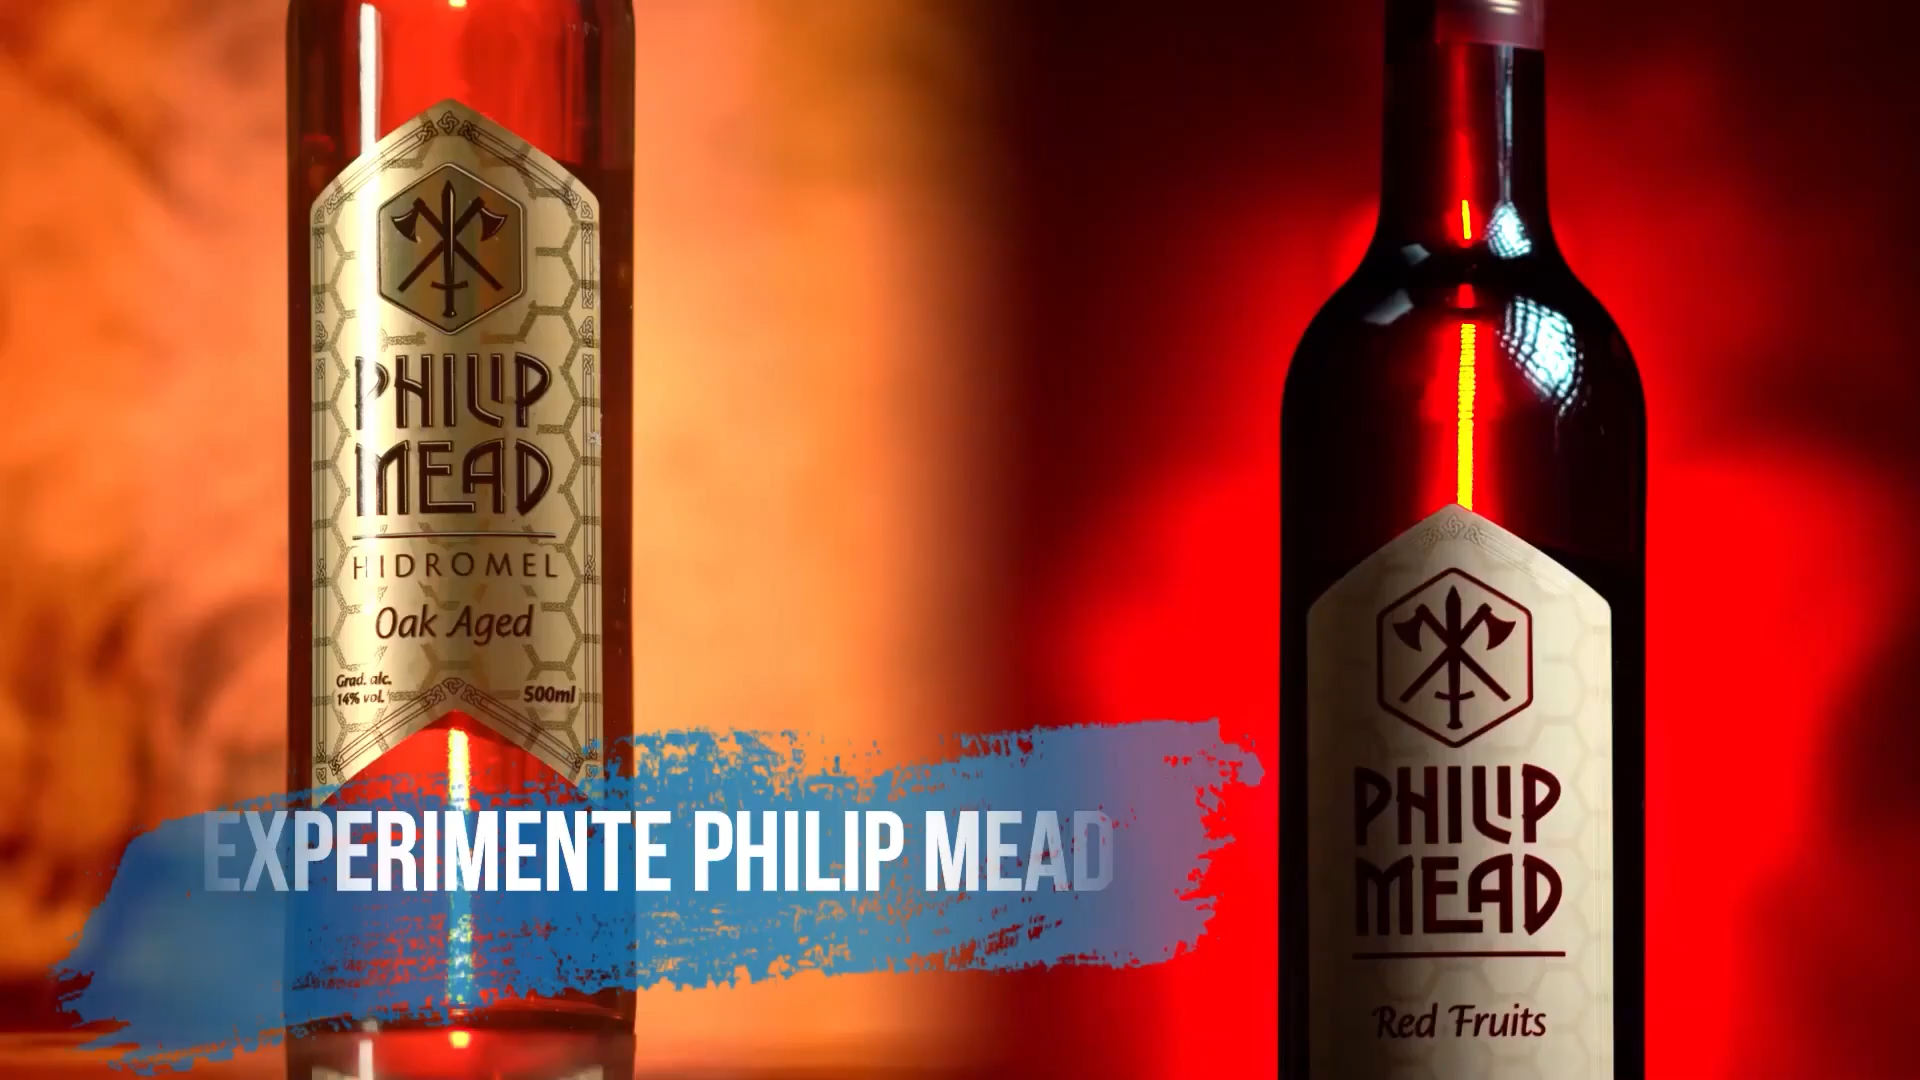 PHILIP
MEAD
HIDROMEL
Oak Aged
Grad. alc.
14% vol.
500ml
EXPERIMENTE PHILIP MEAD
PHILIP
MEAD
Red Fruits